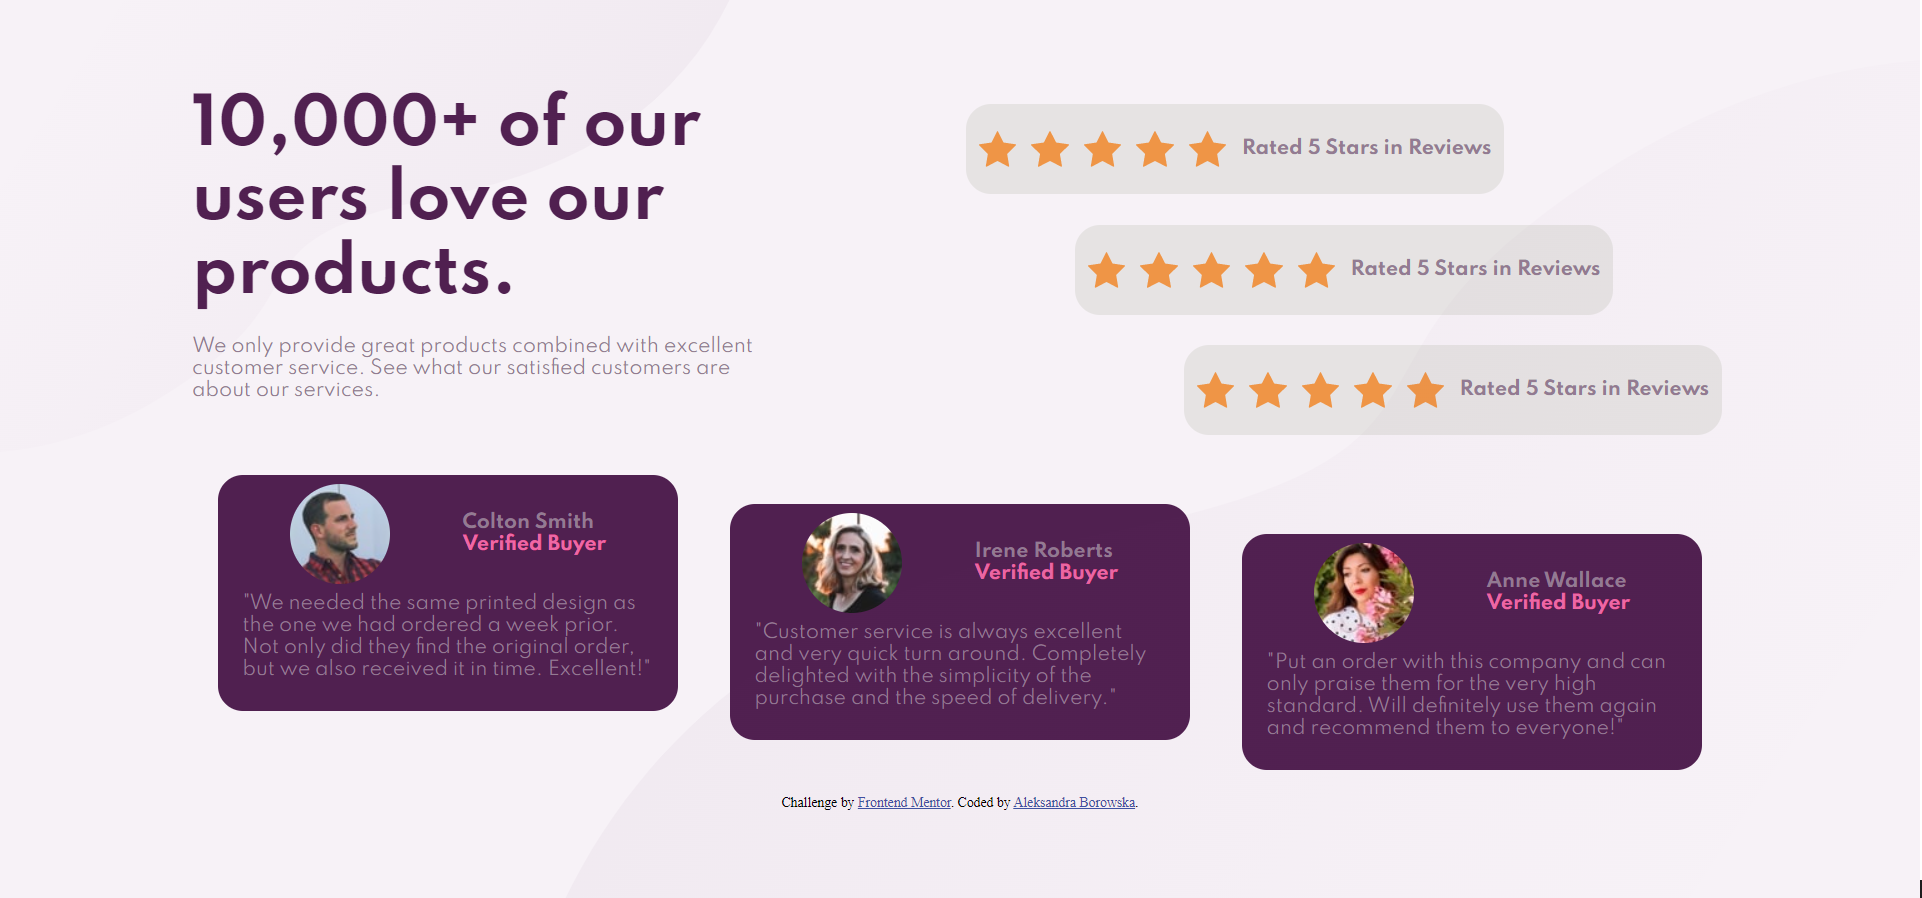 10,000+ of our
users love our
products.
We only provide great products combined with excellent
customer service. See what our satisfied customers are
about our services.
Rated 5 Stars in Reviews
Rated 5 Stars in Reviews
Rated 5 Stars in Reviews
Colton Smith
Verified Buyer
"We needed the same printed design as
the one we had ordered a week prior.
Not only did they find the original order,
but we also received it in time. Excellent!"
Irene Roberts
Verified Buyer
"Customer service is always excellent
and very quick turn around. Completely
delighted with the simplicity of the
purchase and the speed of delivery."
Anne Wallace
Verified Buyer
"Put an order with this company and can
only praise them for the very high
standard. Will definitely use them again
and recommend them to everyone!"
Challenge by Frontend Mentor. Coded by Aleksandra Borowska.